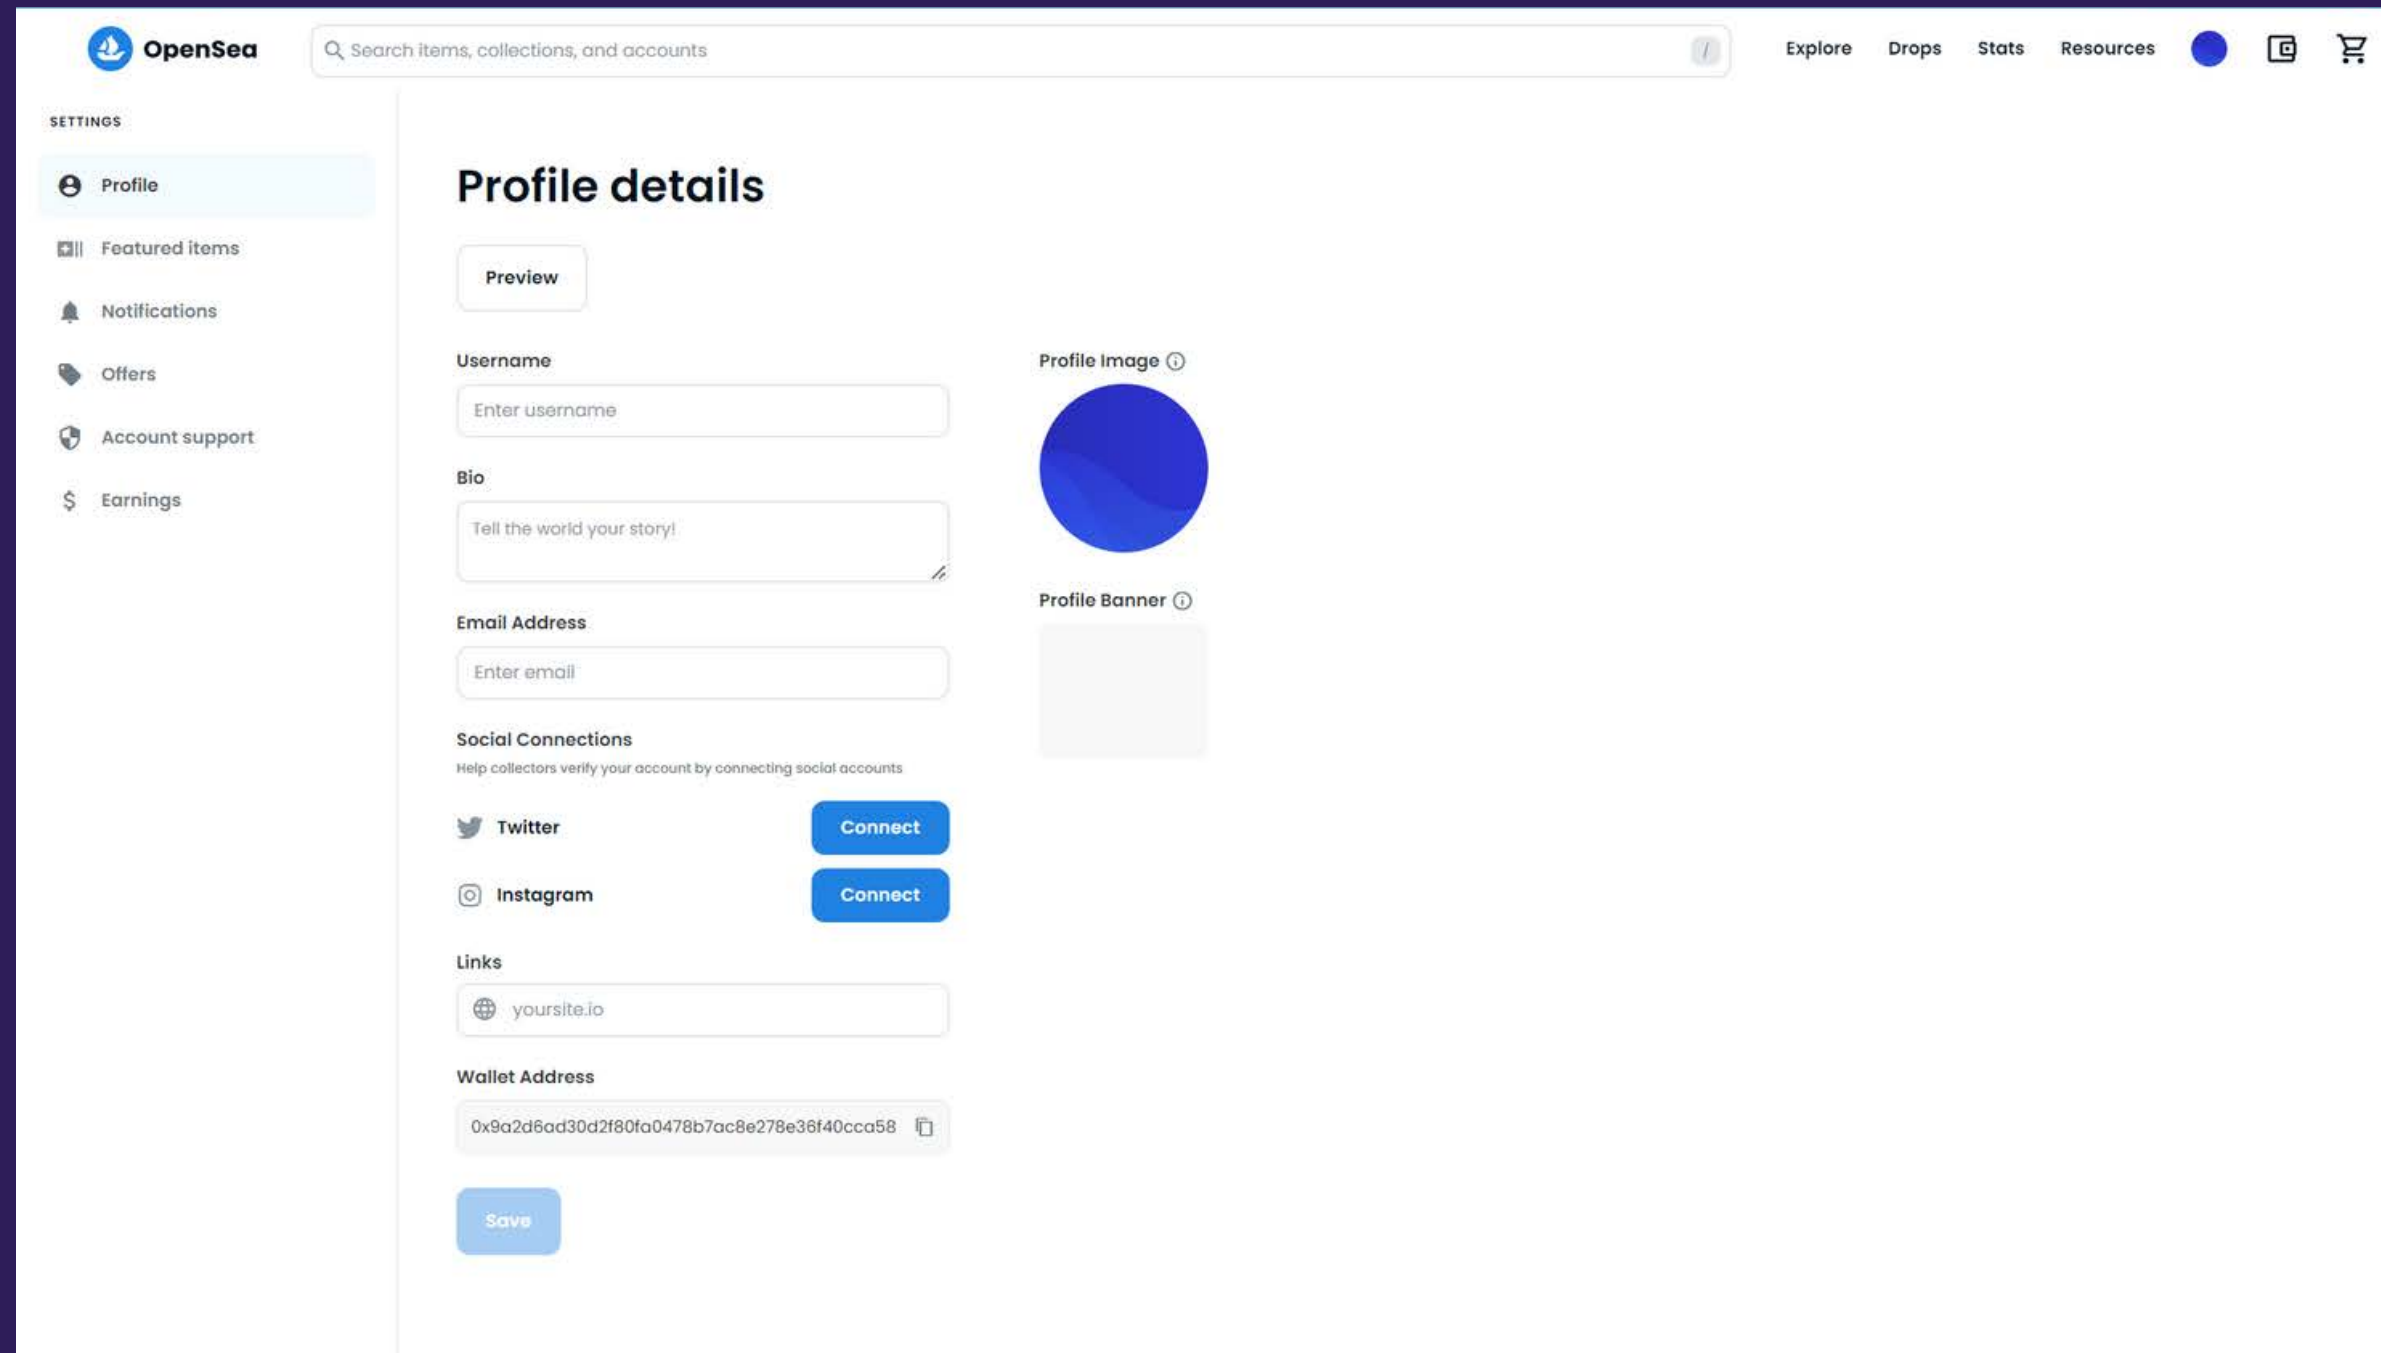 OpenSea
Search items, collections, and accounts
/
Explore
Drops
Stats
Resources
SETTINGS
Profile
Featured items
Notifications
Offers
Account support
Earnings
Profile details
Preview
Username
Enter username
Bio
Tell the world your story!
Email Address
Enter email
Social Connections
Help collectors verify your account by connecting social accounts
Twitter
Connect
Instagram
Connect
Links
yoursite.io
Wallet Address
0x9a2d6ad30d2f80fa0478b7ac8e278e36f40cca58
Save
Profile Image
Profile Banner